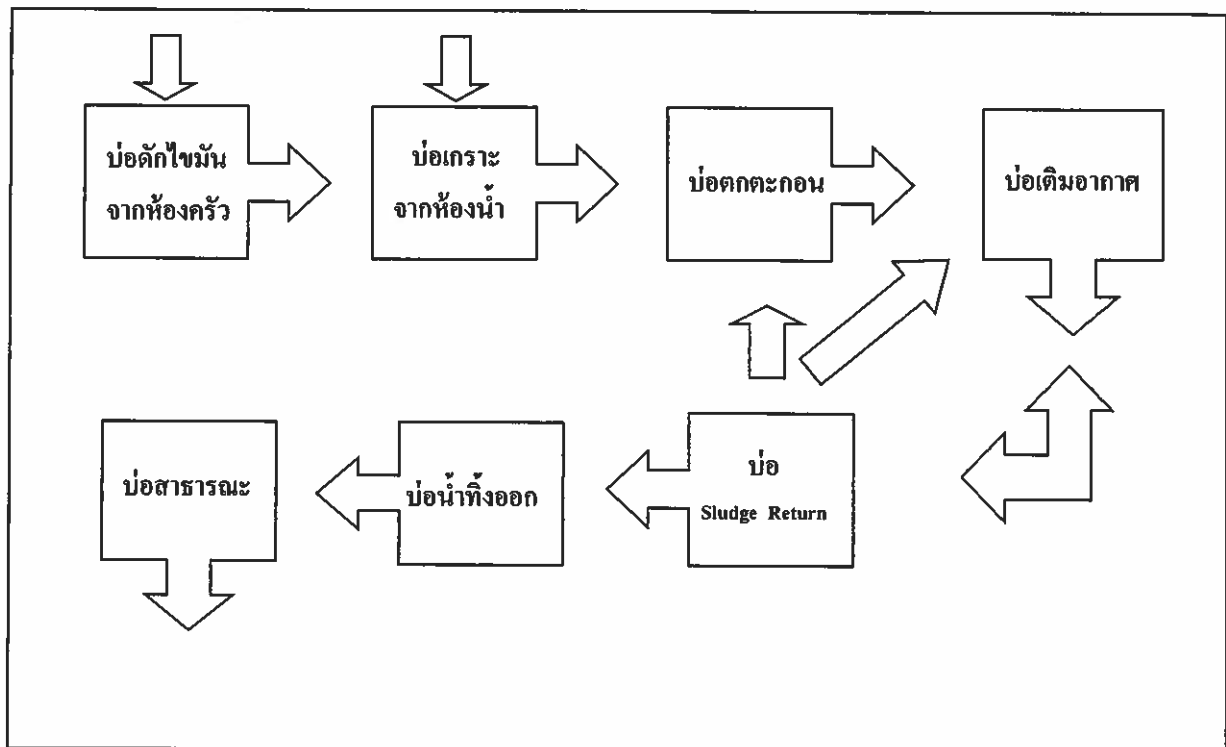 บ่อดักไขมัน
จากห้องครัว
บ่อเกราะ
จากห้องน้ำ
บ่อตกตะกอน
บ่อเติมอากาศ
บ่อสาธารณะ
บ่อน้ำทิ้งออก
บ่อ
Sludge Return